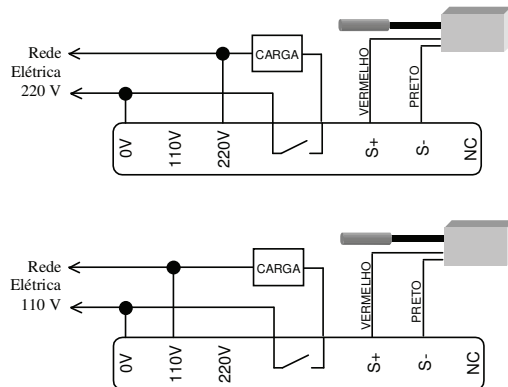 Rede
Elétrica
220 V
CARGA
VERMELHO
PRETO
0V
110V
220V
S+
S-
NC
Rede
Elétrica
110 V
CARGA
VERMELHO
PRETO
0V
110V
220V
S+
S-
NC